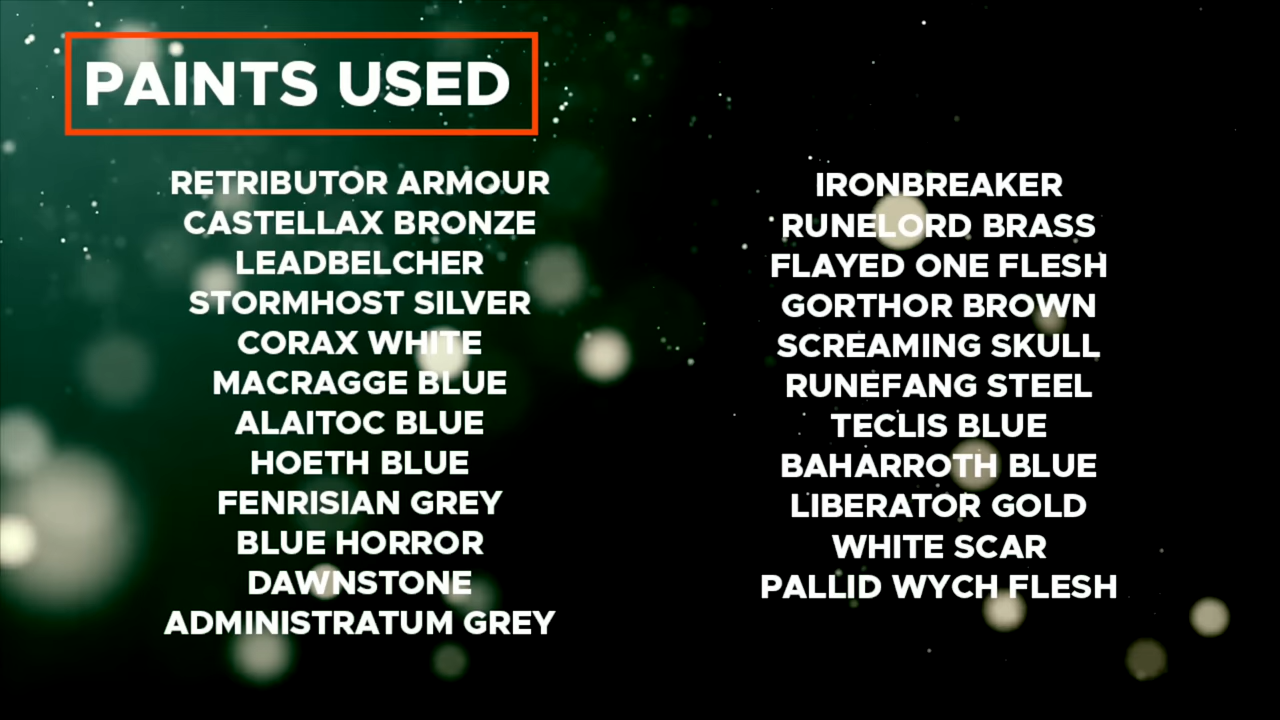 PAINTS USED
RETRIBUTOR ARMOUR
CASTELLAX BRONZE
LEADBELCHER
STORMHOST SILVER
CORAX WHITE
MACRAGGE BLUE
ALAITOC BLUE
HOETH BLUE
FENRISIAN GREY
BLUE HORROR
DAWNSTONE
ADMINISTRATUM GREY
IRONBREAKER
RUNELORD BRASS
FLAYED ONE FLESH
GORTHOR BROWN
SCREAMING SKULL
RUNEFANG STEEL
TECLIS BLUE
BAHARROTH BLUE
LIBERATOR GOLD
WHITE SCAR
PALLID WYCH FLESH